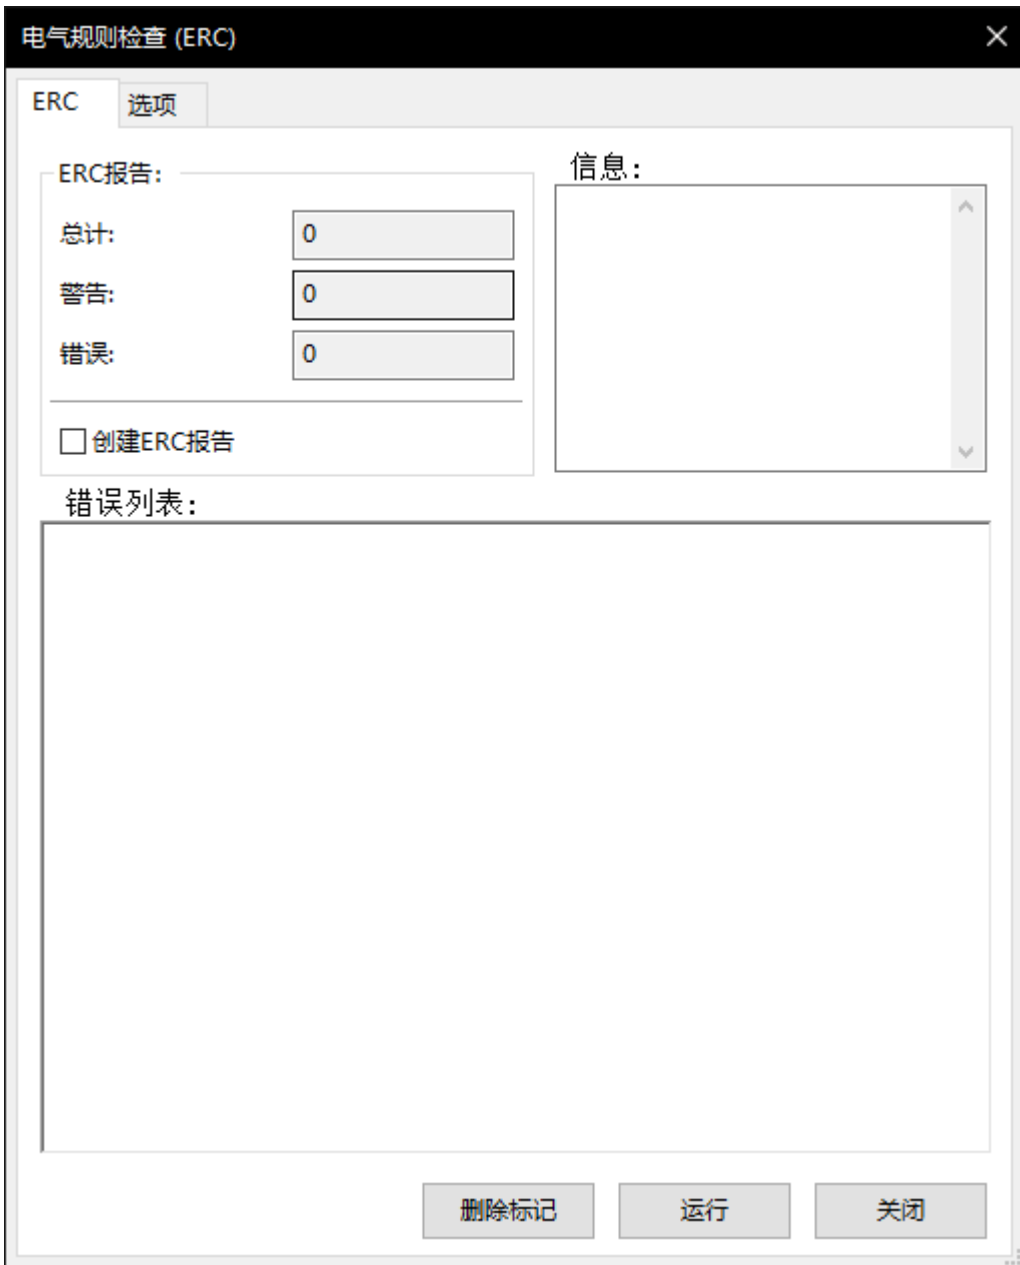 电气规则检查 (ERC)
ERC 选项
ERC报告:
信息:
总计: 0
警告: 0
错误: 0
创建ERC报告
错误列表:
删除标记 运行 关闭